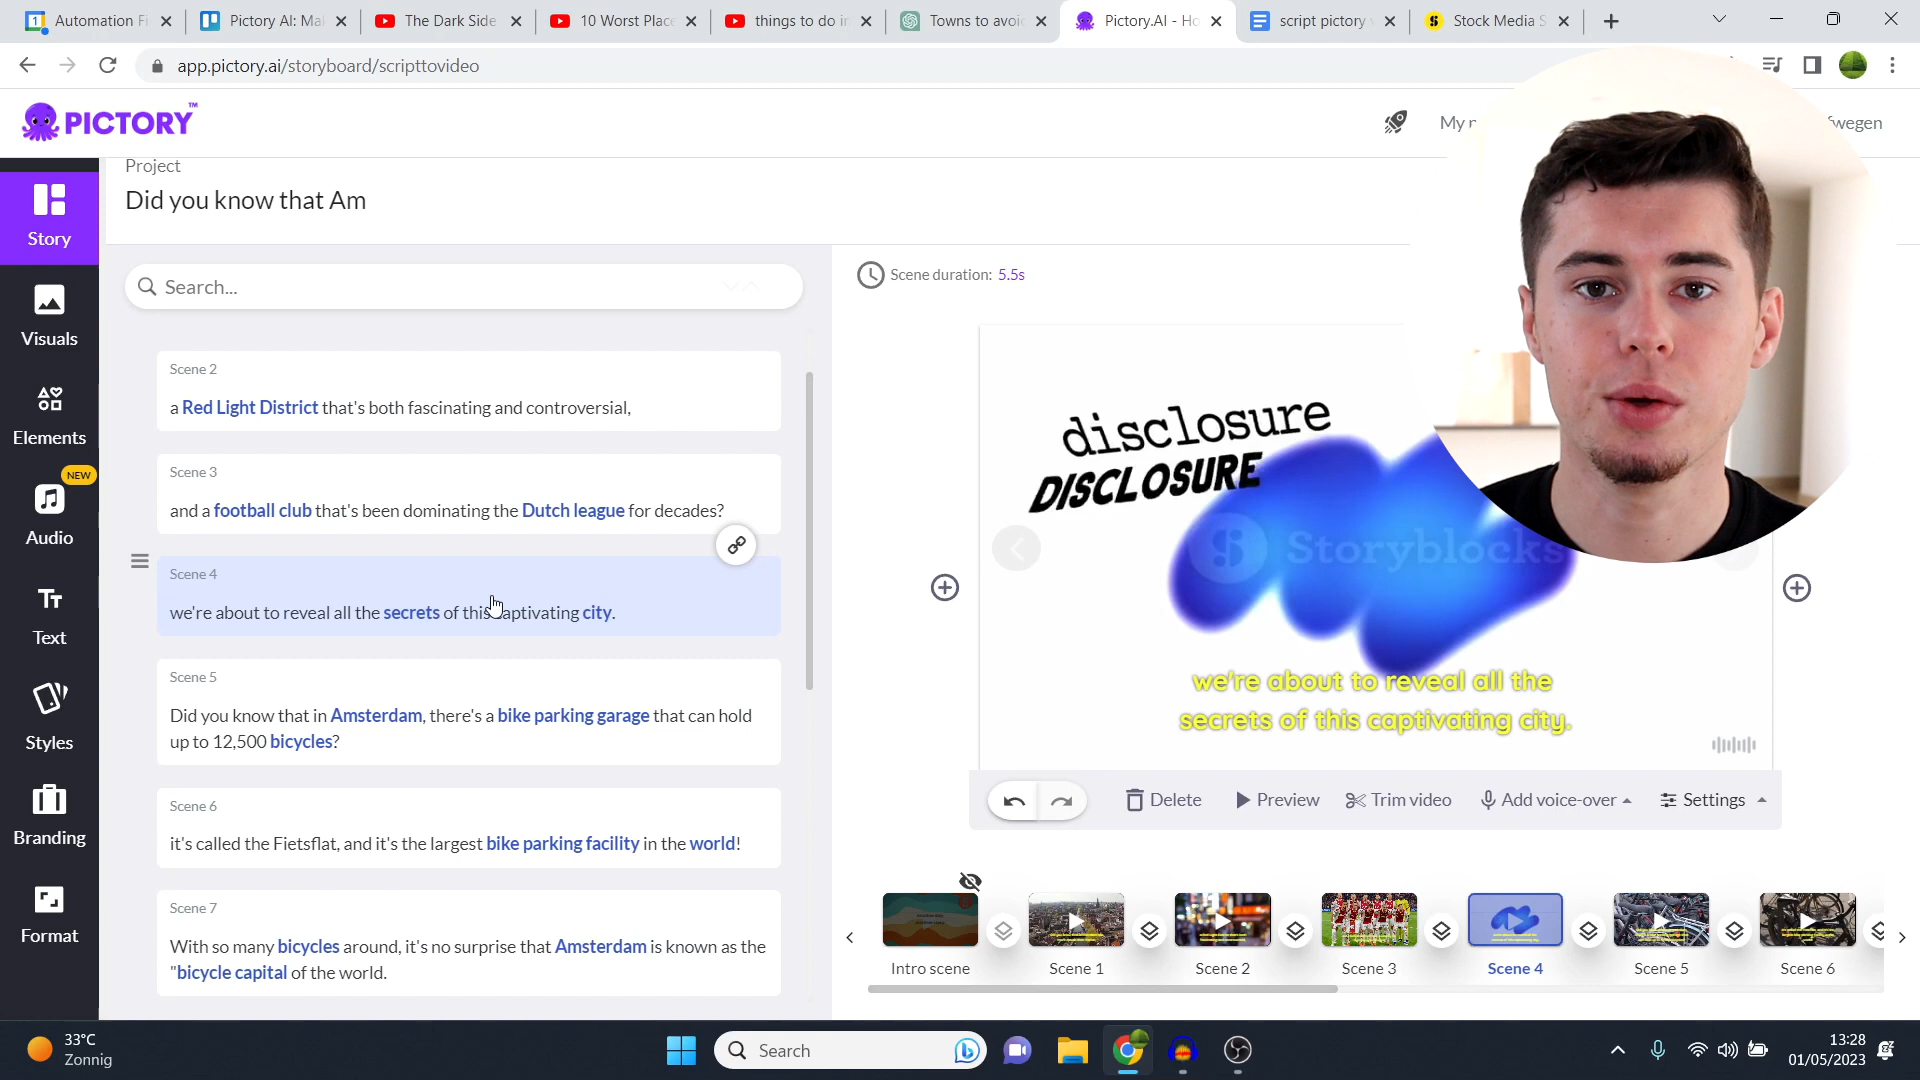 Automation Fi
Pictory AI: Mal
The Dark Side
10 Worst Place
things to do in
Towns to avoid
Pictory.AI - Ho
script pictory
Stock Media S
app.pictory.ai/storyboard/scripttovideo
PICTORY™
My
wegen
Project
Did you know that Am
Story
Visuals
Elements
NEW
Audio
Text
Styles
Branding
Format
Search...
Scene 2
a Red Light District that's both fascinating and controversial,
Scene 3
and a football club that's been dominating the Dutch league for decades?
Scene 4
we're about to reveal all the secrets of this captivating city.
Scene 5
Did you know that in Amsterdam, there's a bike parking garage that can hold
up to 12,500 bicycles?
Scene 6
it's called the Fietsflat, and it's the largest bike parking facility in the world!
Scene 7
With so many bicycles around, it's no surprise that Amsterdam is known as the
"bicycle capital of the world.
Scene duration: 5.5s
disclosure
DISCLOSURE
Storyblocks
we're about to reveal all the
secrets of this captivating city.
Delete
Preview
Trim video
Add voice-over
Settings
Intro scene
Scene 1
Scene 2
Scene 3
Scene 4
Scene 5
Scene 6
33°C
Zonnig
Search
13:28
01/05/2023